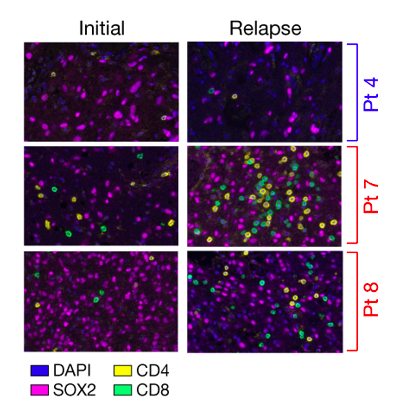 Initial Relapse
Pt 4
Pt 7
Pt 8
DAPI CD4
SOX2 CD8